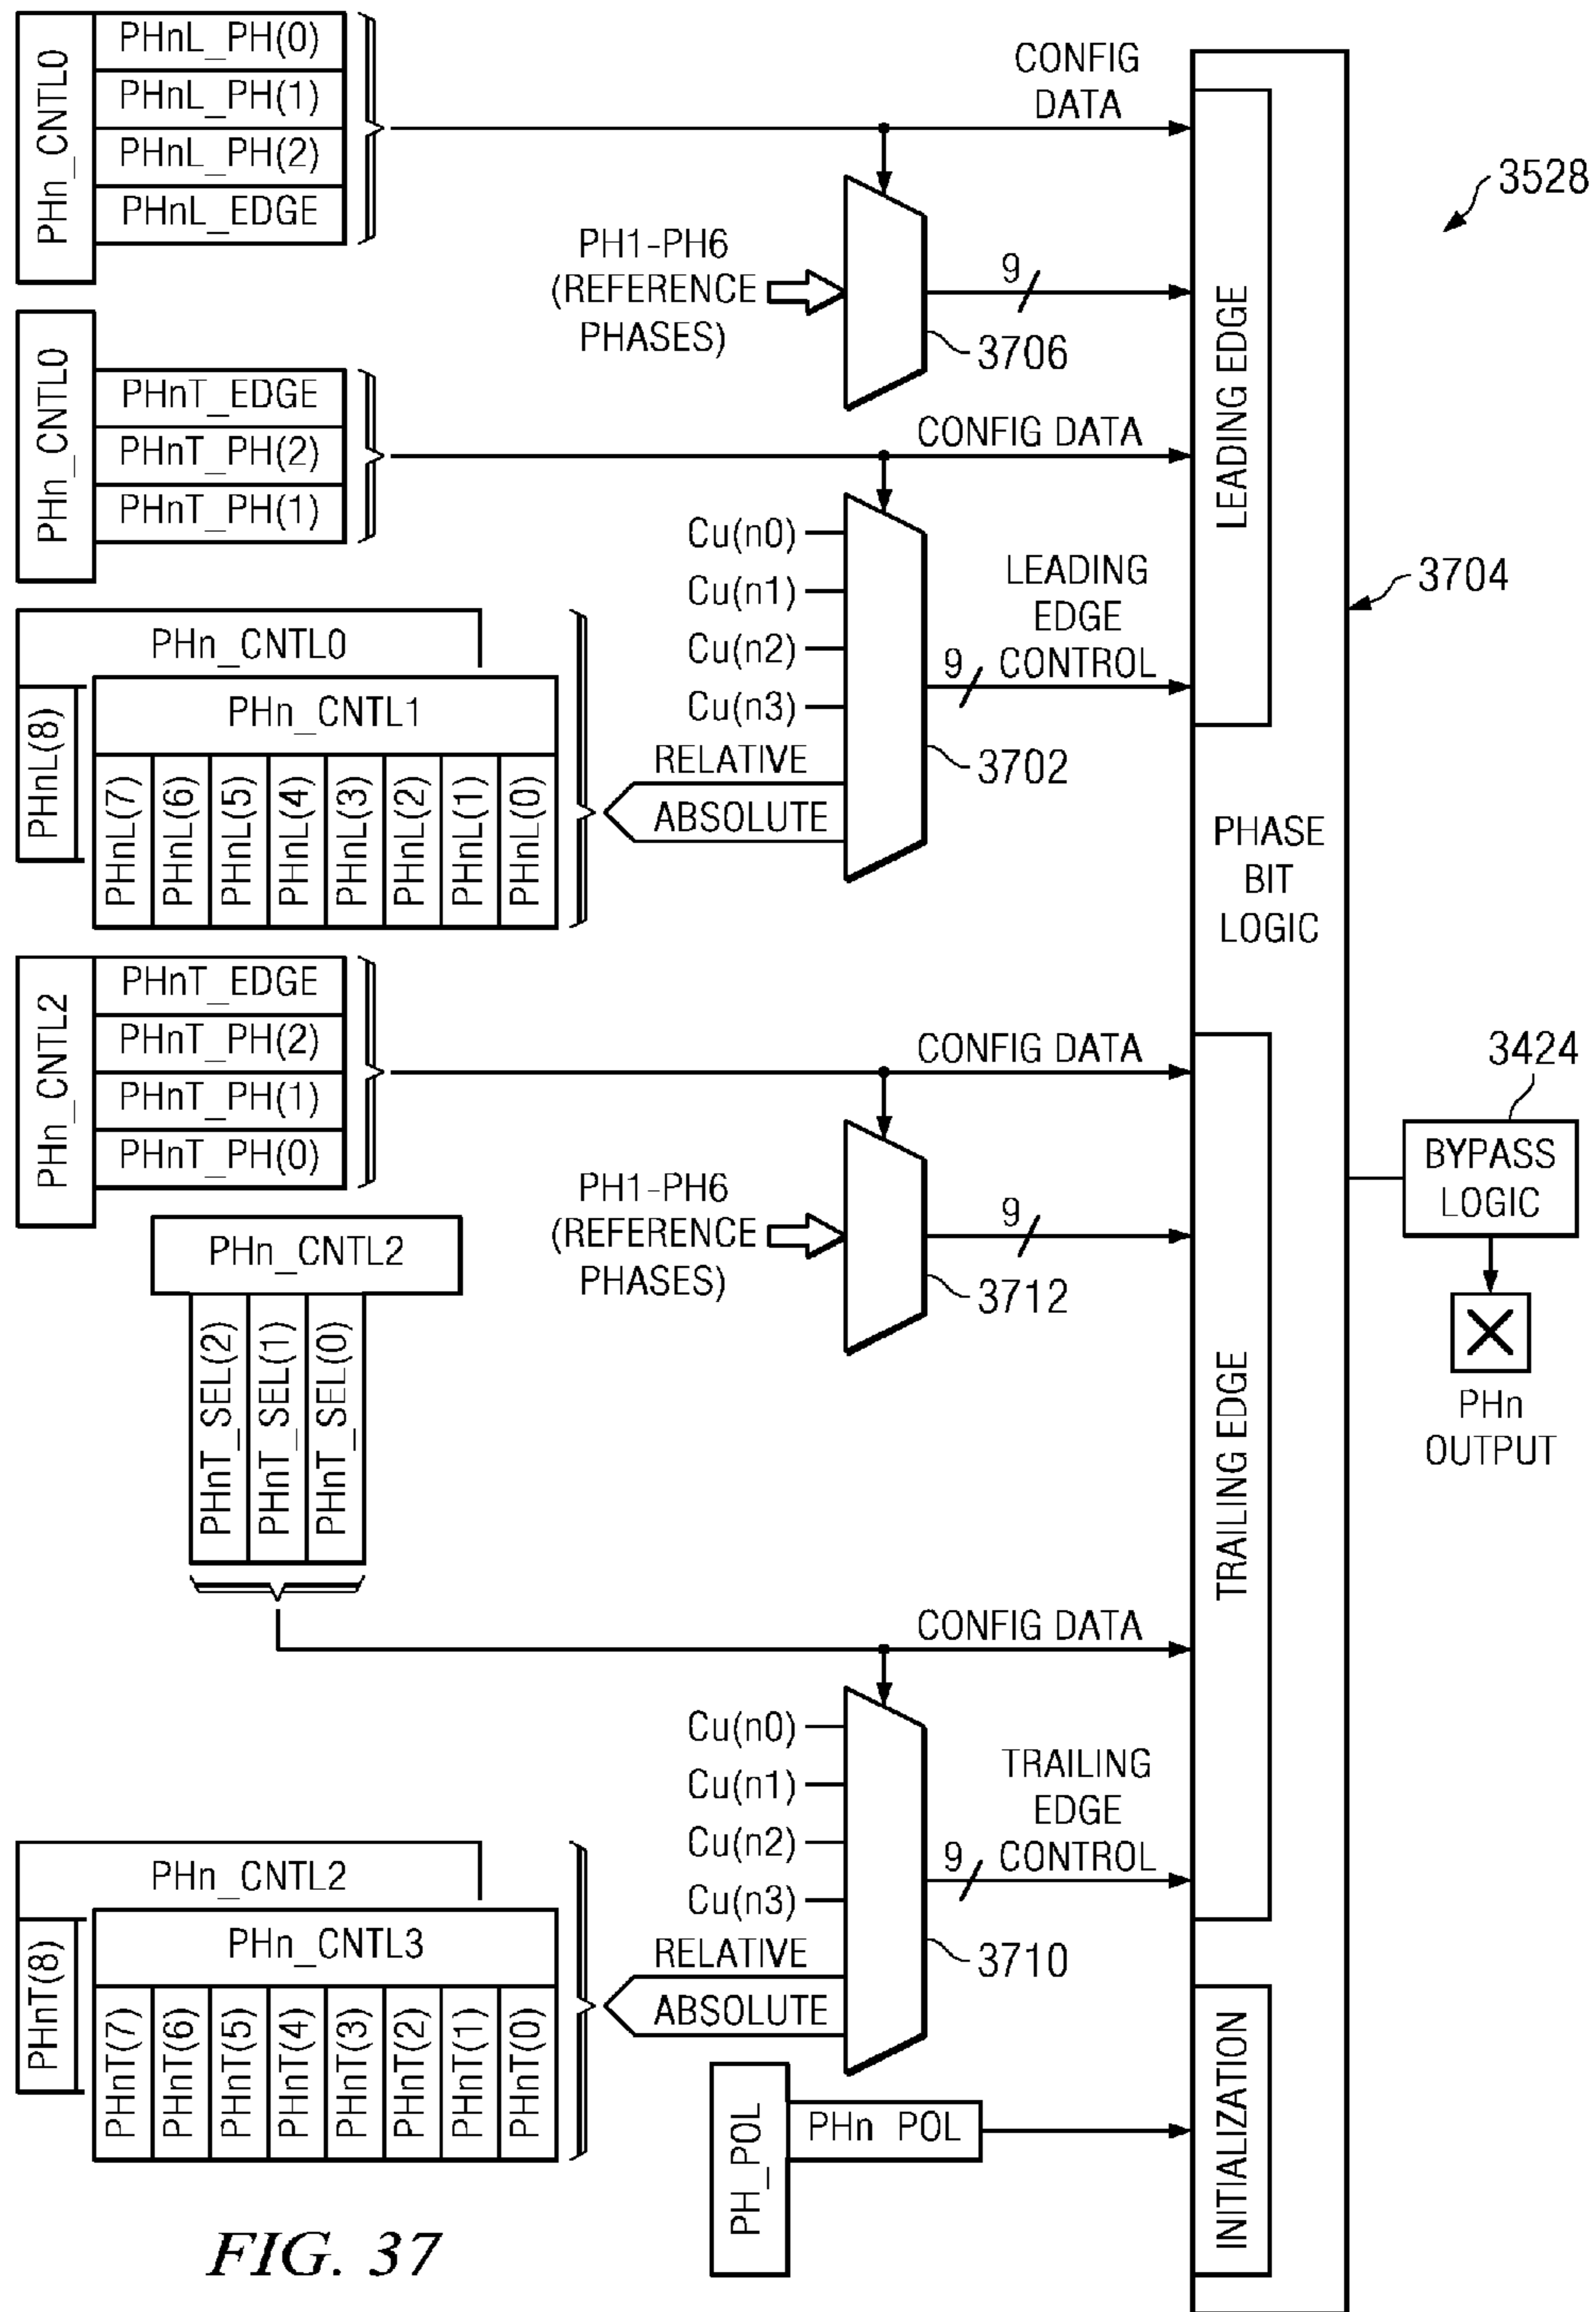 PHn_CNTL0
PHnL_PH(0)
PHnL_PH(1)
PHnL_PH(2)
PHnL_EDGE
CONFIG
DATA
3528
PH1-PH6
(REFERENCE
PHASES)
9
3706
LEADING EDGE
PHn_CNTL0
PHnT_EDGE
PHnT_PH(2)
PHnT_PH(1)
CONFIG DATA
Cu(n0)
Cu(n1)
Cu(n2)
Cu(n3)
RELATIVE
ABSOLUTE
LEADING
EDGE
9 CONTROL
3702
3704
PHn_CNTL0
PHnL(8)
PHn_CNTL1
PHnL(7)
PHnL(6)
PHnL(5)
PHnL(4)
PHnL(3)
PHnL(2)
PHnL(1)
PHnL(0)
PHASE
BIT
LOGIC
PHn_CNTL2
PHnT_EDGE
PHnT_PH(2)
PHnT_PH(1)
PHnT_PH(0)
CONFIG DATA
PH1-PH6
(REFERENCE
PHASES)
9
3712
3424
BYPASS
LOGIC
PHn
OUTPUT
PHn_CNTL2
PHnT_SEL(2)
PHnT_SEL(1)
PHnT_SEL(0)
TRAILING EDGE
CONFIG DATA
Cu(n0)
Cu(n1)
Cu(n2)
Cu(n3)
RELATIVE
ABSOLUTE
TRAILING
EDGE
9 CONTROL
3710
PHn_CNTL2
PHnT(8)
PHn_CNTL3
PHnT(7)
PHnT(6)
PHnT(5)
PHnT(4)
PHnT(3)
PHnT(2)
PHnT(1)
PHnT(0)
PH_POL
PHn POL
INITIALIZATION
FIG. 37